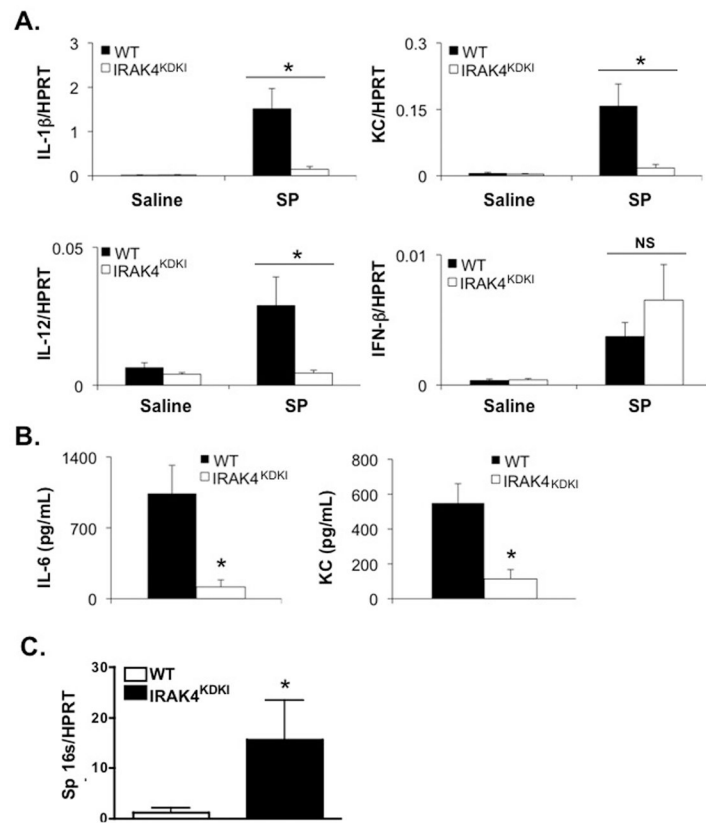 A.
IL-1β/HPRT
3
2
1
0
WT
IRAK4KDKI
*
Saline
SP
KC/HPRT
0.3
0.15
0
WT
IRAK4KDKI
*
Saline
SP
IL-12/HPRT
0.05
0
WT
IRAK4KDKI
*
Saline
SP
IFN-β/HPRT
0.01
0
WT
IRAK4KDKI
NS
Saline
SP
B.
IL-6 (pg/mL)
1400
700
0
WT
IRAK4KDKI
*
KC (pg/mL)
800
600
400
200
0
WT
IRAK4KDKI
*
C.
Sp 16s/HPRT
30
20
10
0
WT
IRAK4KDKI
*